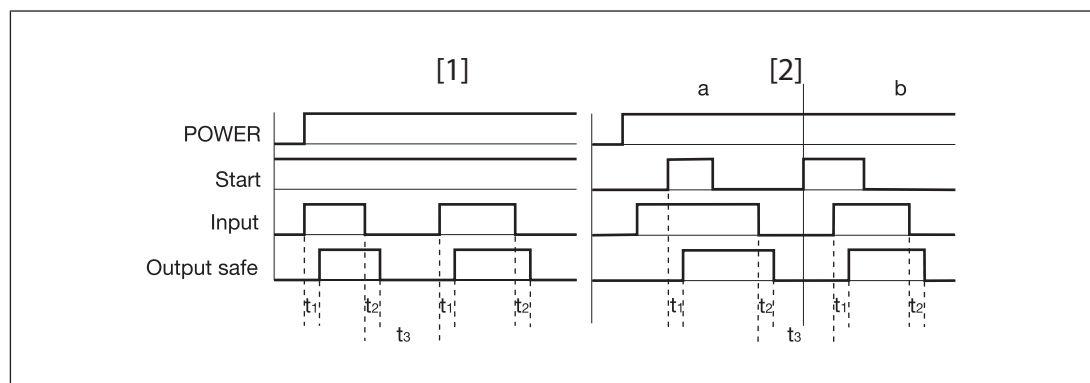 [1] [2]
a b
POWER
Start
Input
Output safe
t1 t2 t1 t2 t1 t2 t1 t2
t3 t3